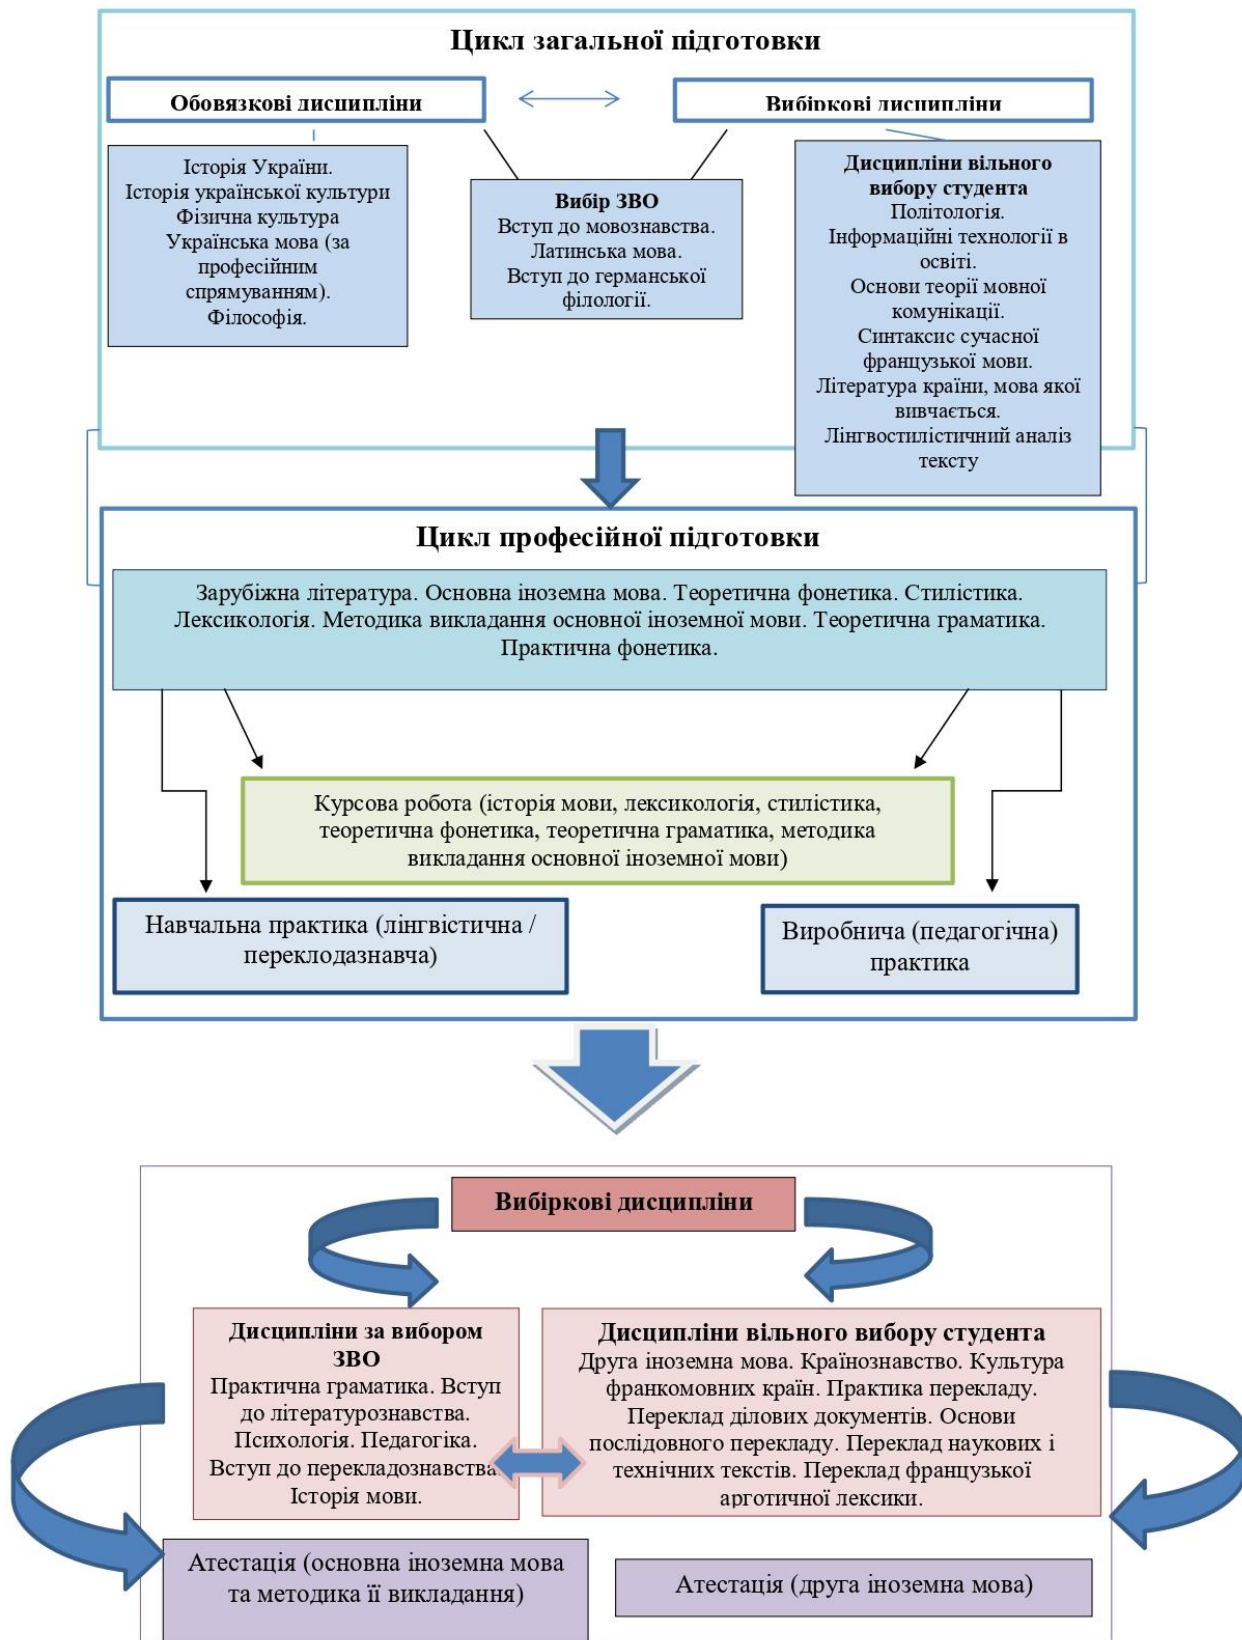 Цикл загальної підготовки
Обовязкові дисципліни
Вибіркові дисципліни
Історія України.
Історія української культури
Фізична культура
Українська мова (за
професійним
спрямуванням).
Філософія.
Вибір ЗВО
Вступ до мовознавства.
Латинська мова.
Вступ до германської
філології.
Дисципліни вільного
вибору студента
Політологія.
Інформаційні технології в
освіті.
Основи теорії мовної
комунікації.
Синтаксис сучасної
французької мови.
Література країни, мова якої
вивчається.
Лінгвостилістичний аналіз
тексту
Цикл професійної підготовки
Зарубіжна література. Основна іноземна мова. Теоретична фонетика. Стилістика.
Лексикологія. Методика викладання основної іноземної мови. Теоретична граматика.
Практична фонетика.
Курсова робота (історія мови, лексикологія, стилістика,
теоретична фонетика, теоретична граматика, методика
викладання основної іноземної мови)
Навчальна практика (лінгвістична /
переклодазнавча)
Виробнича (педагогічна)
практика
Вибіркові дисципліни
Дисципліни за вибором
ЗВО
Практична граматика. Вступ
до літературознавства.
Психологія. Педагогіка.
Вступ до перекладознавства.
Історія мови.
Дисципліни вільного вибору студента
Друга іноземна мова. Країнознавство. Культура
франкомовних країн. Практика перекладу.
Переклад ділових документів. Основи
послідовного перекладу. Переклад наукових і
технічних текстів. Переклад французької
арготичної лексики.
Атестація (основна іноземна мова
та методика її викладання)
Атестація (друга іноземна мова)